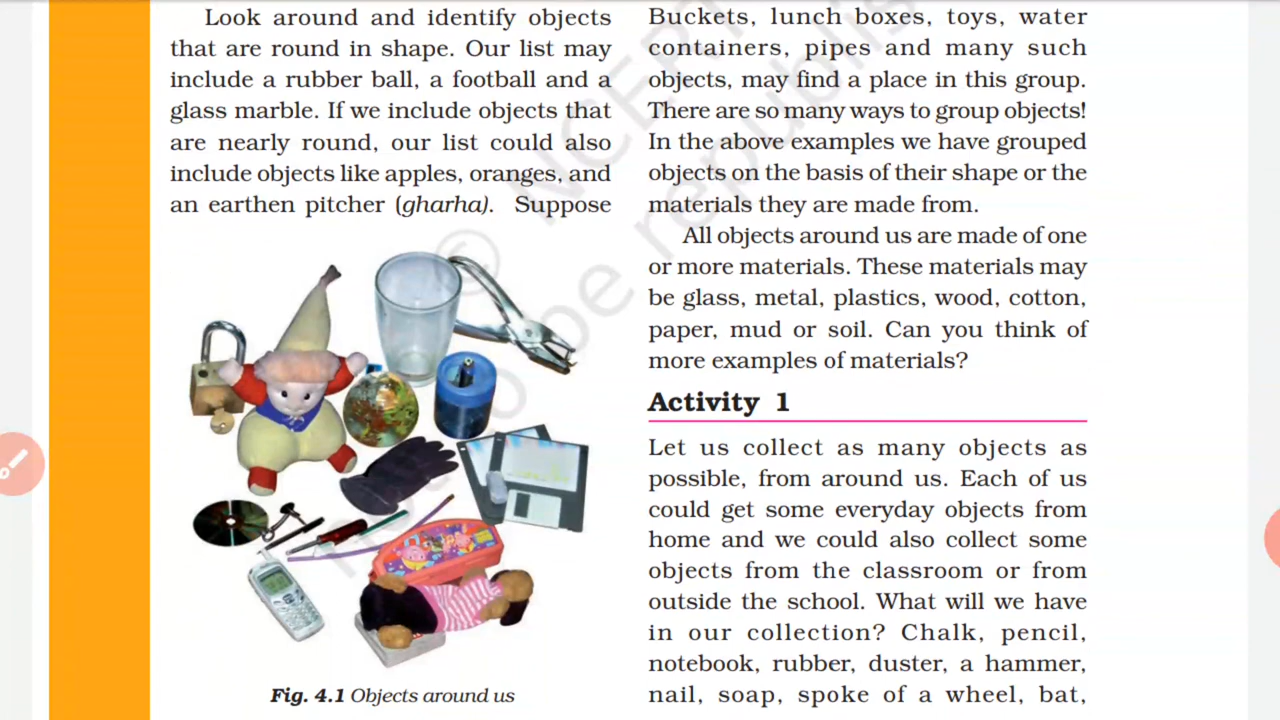 Look around and identify objects
that are round in shape. Our list may
include a rubber ball, a football and a
glass marble. If we include objects that
are nearly round, our list could also
include objects like apples, oranges, and
an earthen pitcher (gharha). Suppose
Fig. 4.1 Objects around us
Buckets, lunch boxes, toys, water
containers, pipes and many such
objects, may find a place in this group.
There are so many ways to group objects!
In the above examples we have grouped
objects on the basis of their shape or the
materials they are made from.
All objects around us are made of one
or more materials. These materials may
be glass, metal, plastics, wood, cotton,
paper, mud or soil. Can you think of
more examples of materials?
Activity 1
Let us collect as many objects as
possible, from around us. Each of us
could get some everyday objects from
home and we could also collect some
objects from the classroom or from
outside the school. What will we have
in our collection? Chalk, pencil,
notebook, rubber, duster, a hammer,
nail, soap, spoke of a wheel, bat,
© NCERT
be republis